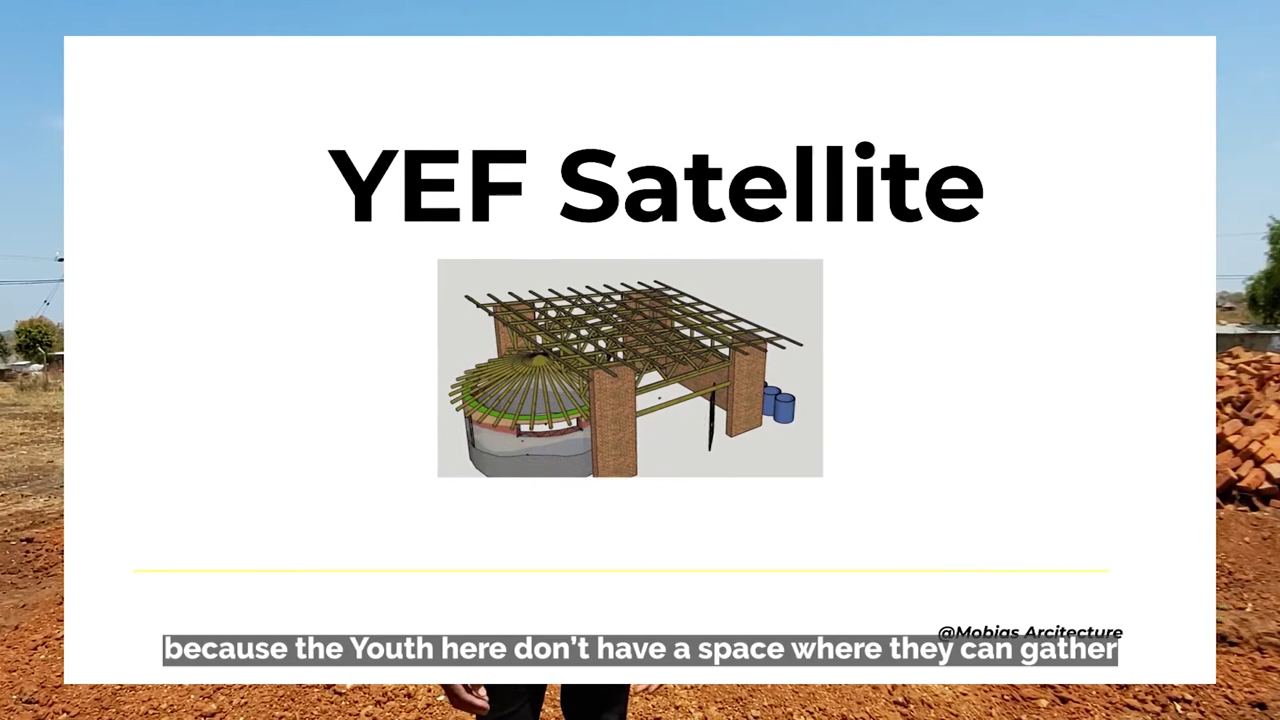 YEF Satellite
@Mobias Arcitecture
because the Youth here don't have a space where they can gather